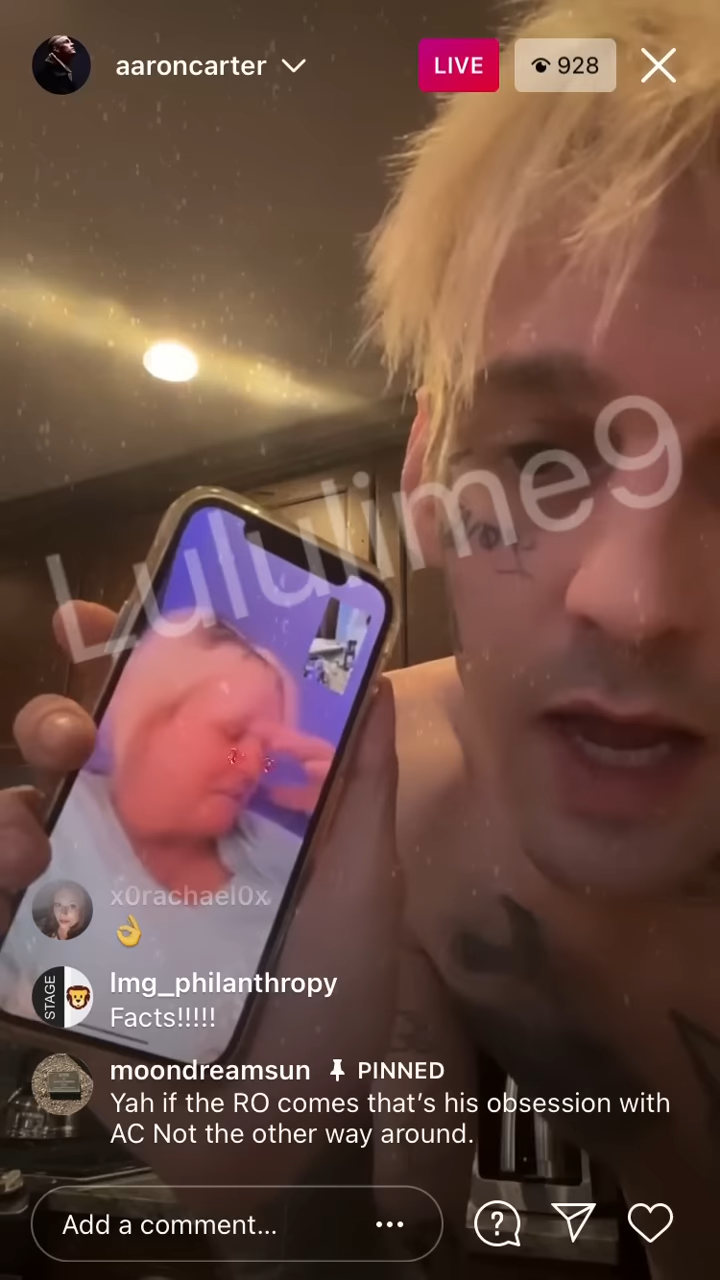 aaroncarter
LIVE
928
Lululime9
x0rachael0x
👌
STAGE
lmg_philanthropy
Facts!!!!!
moondreamsun PINNED
Yah if the RO comes that’s his obsession with
AC Not the other way around.
Add a comment...